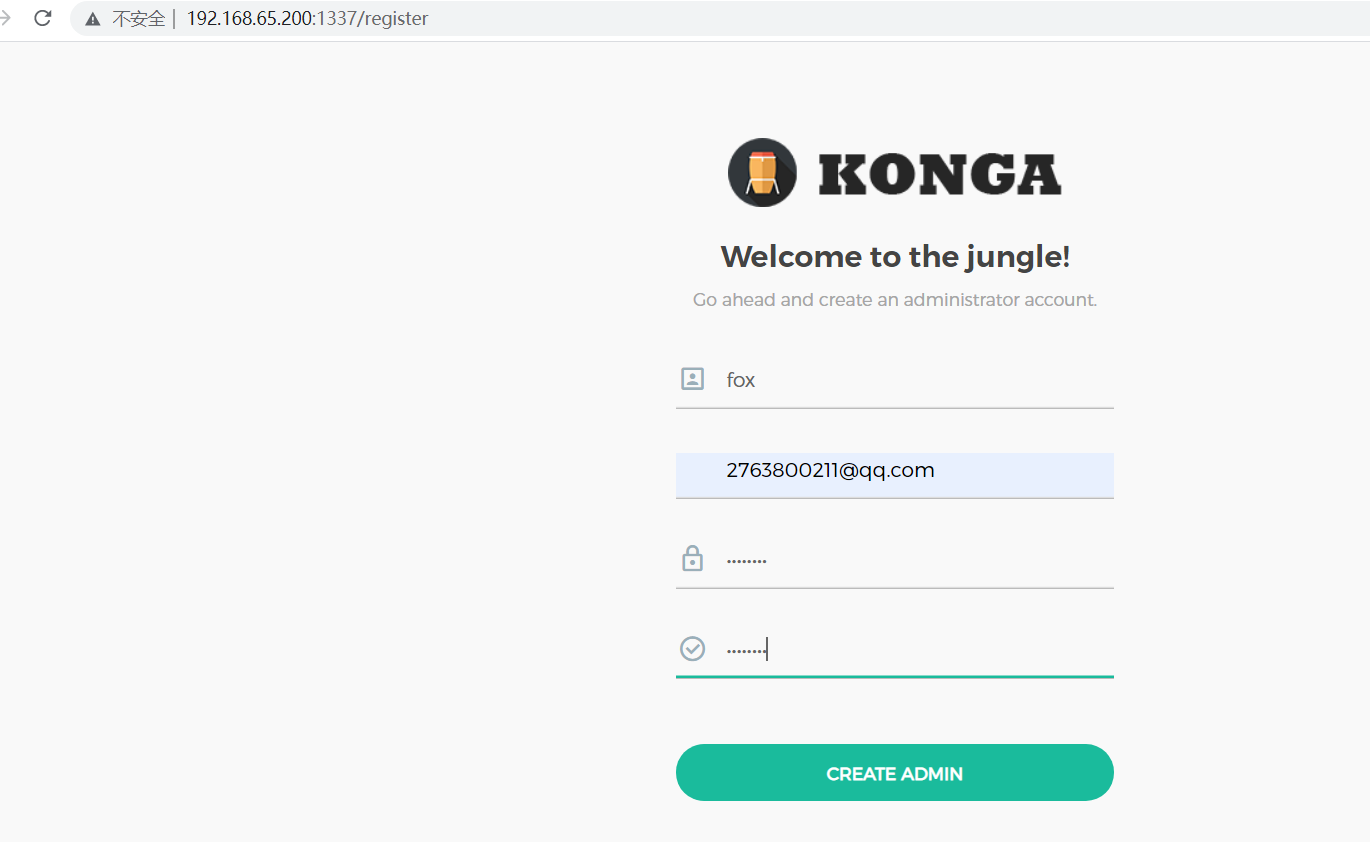 不安全 | 192.168.65.200:1337/register
KONGA
Welcome to the jungle!
Go ahead and create an administrator account.
fox
2763800211@qq.com
········
········
CREATE ADMIN